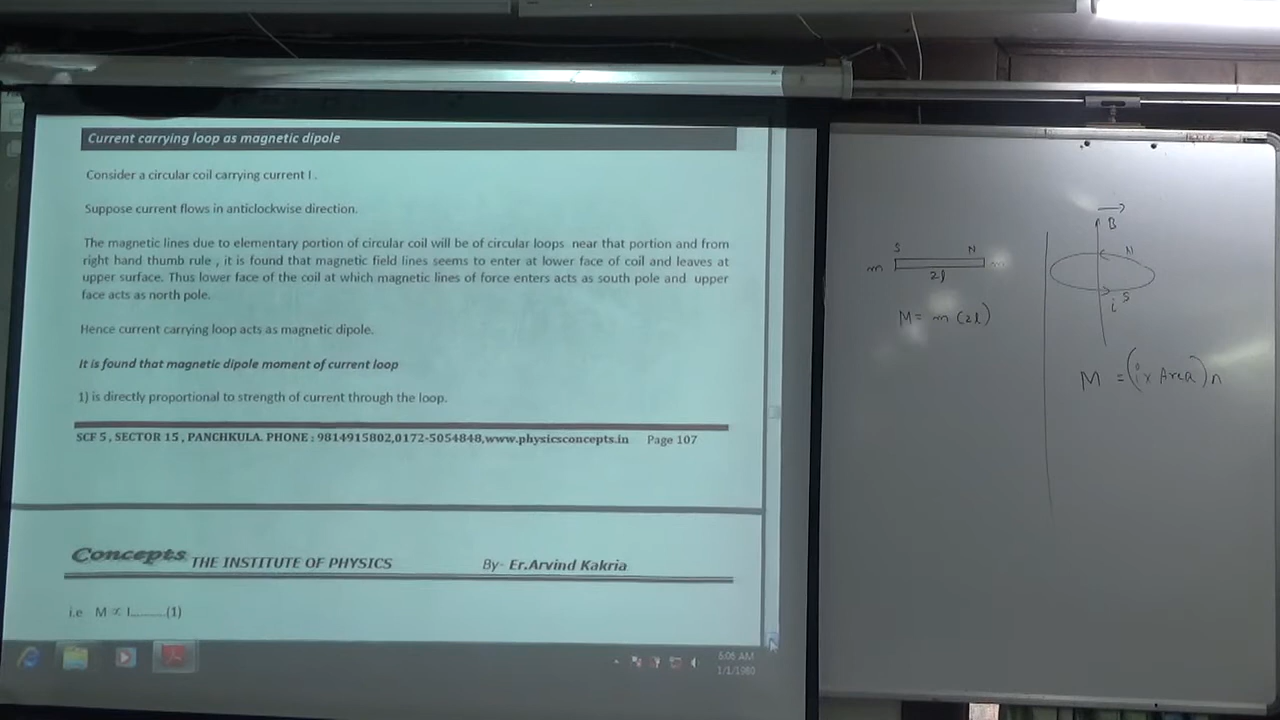 Current carrying loop as magnetic dipole
Consider a circular coil carrying current I .
Suppose current flows in anticlockwise direction.
The magnetic lines due to elementary portion of circular coil will be of circular loops near that portion and from
right hand thumb rule , it is found that magnetic field lines seems to enter at lower face of coil and leaves at
upper surface. Thus lower face of the coil at which magnetic lines of force enters acts as south pole and upper
face acts as north pole.
Hence current carrying loop acts as magnetic dipole.
It is found that magnetic dipole moment of current loop
1) is directly proportional to strength of current through the loop.
SCF 5 , SECTOR 15 , PANCHKULA. PHONE : 9814915802,0172-5054848,www.physicsconcepts.in Page 107
Concepts THE INSTITUTE OF PHYSICS By- Er.Arvind Kakria
i.e M ∝ I..........(1)
6:06 AM
1/1/1980
S N
m m
2l
M = m (2l)
B
N
S
i
M = (i x Area) n